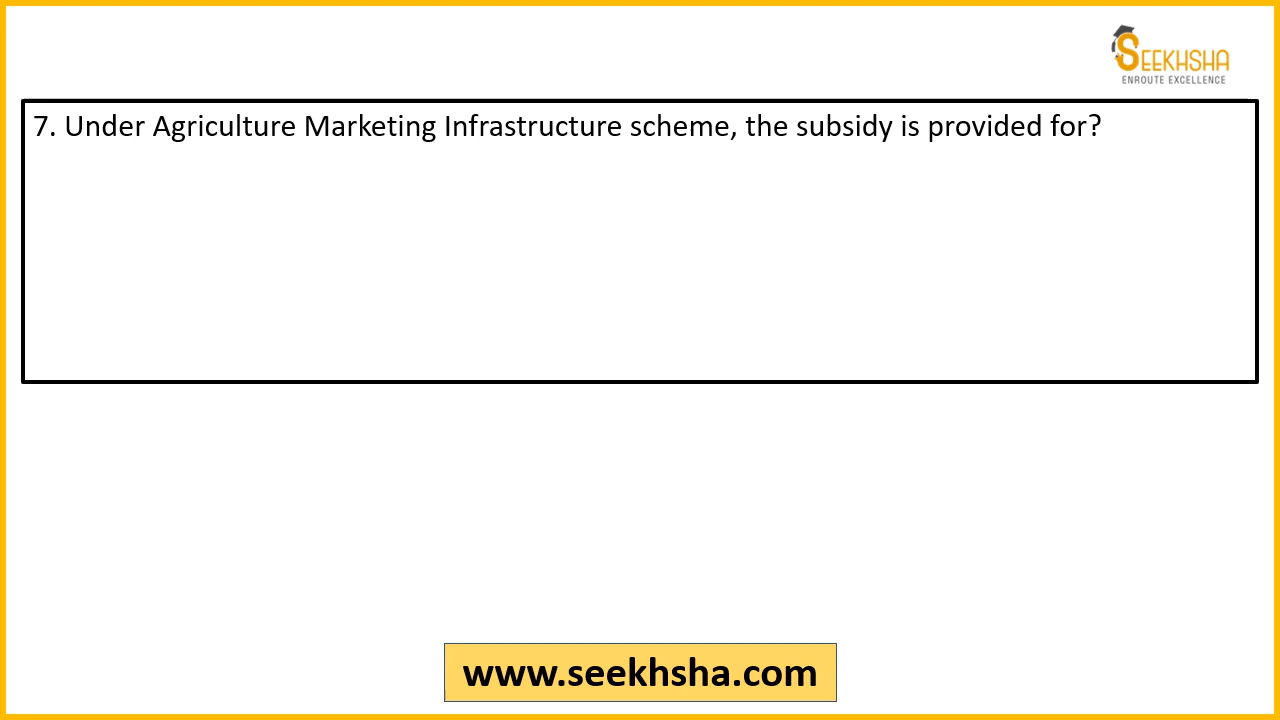 SEEKHSHA
ENROUTE EXCELLENCE
7. Under Agriculture Marketing Infrastructure scheme, the subsidy is provided for?
www.seekhsha.com